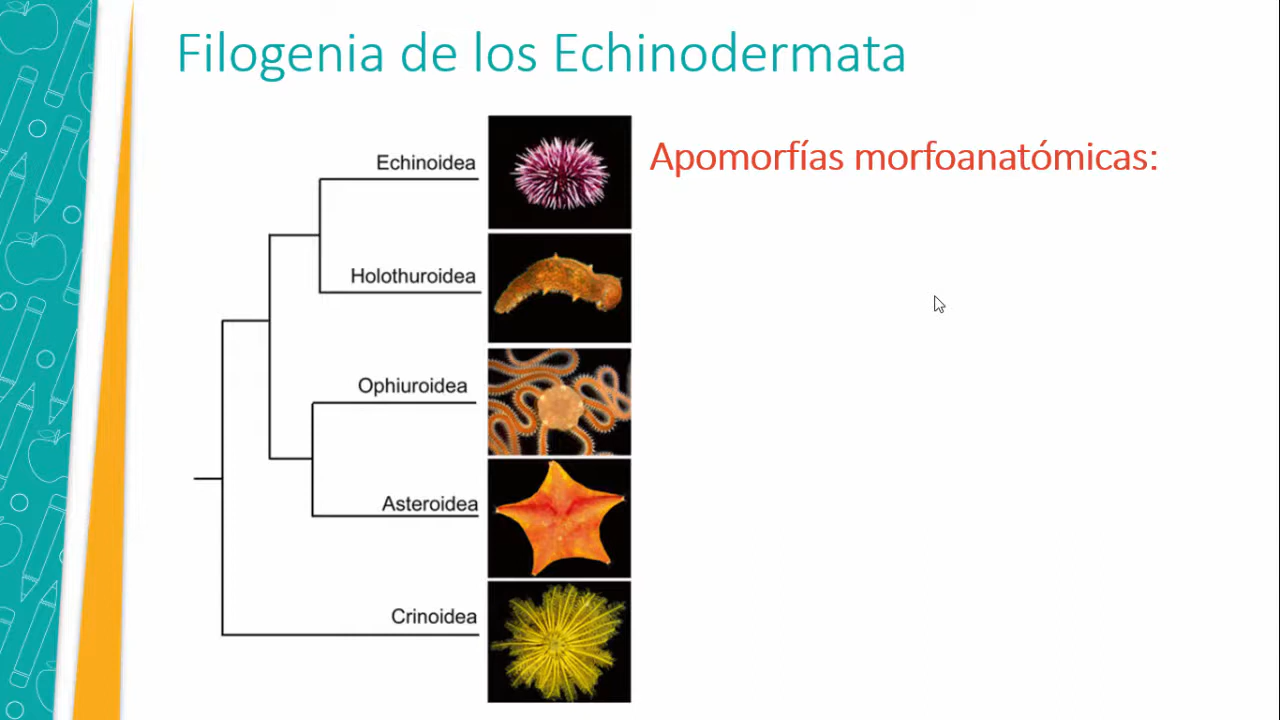 Filogenia de los Echinodermata
Apomorfías morfoanatómicas:
Echinoidea
Holothuroidea
Ophiuroidea
Asteroidea
Crinoidea